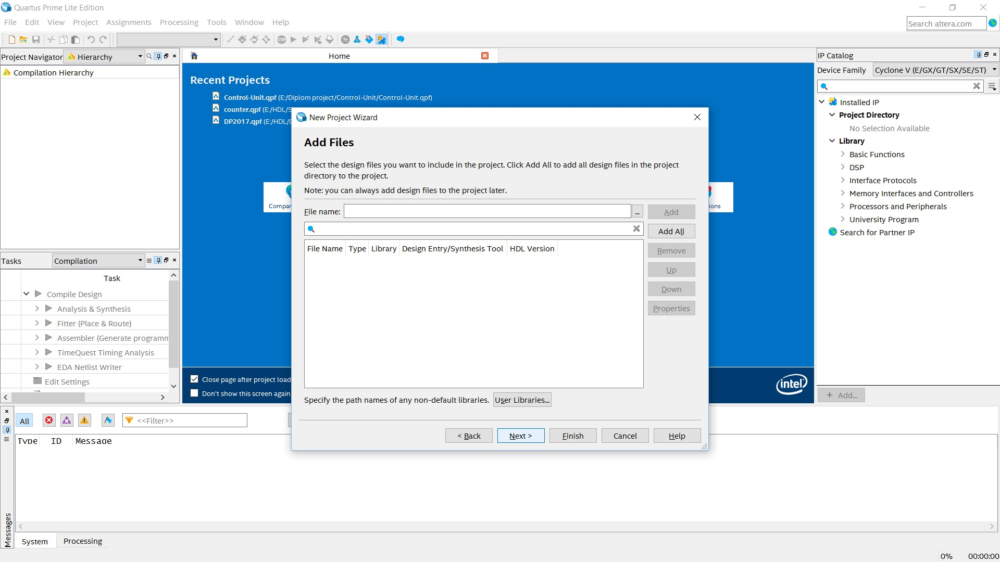 Quartus Prime Lite Edition
File Edit View Project Assignments Processing Tools Window Help
Search altera.com
Project Navigator Hierarchy
Compilation Hierarchy
Home
Recent Projects
Control-Unit.qpf (E:/Diplom project/Control-Unit/Control-Unit.qpf)
counter.qpf (E:/HDL/S
DP2017.qpf (E:/HDL/
Compar
ions
Close page after project load
Don't show this screen again
intel
IP Catalog
Device Family Cyclone V (E/GX/GT/SX/SE/ST)
Installed IP
Project Directory
No Selection Available
Library
Basic Functions
DSP
Interface Protocols
Memory Interfaces and Controllers
Processors and Peripherals
University Program
Search for Partner IP
+ Add...
New Project Wizard
Add Files
Select the design files you want to include in the project. Click Add All to add all design files in the project
directory to the project.
Note: you can always add design files to the project later.
File name: ... Add
Add All
File Name Type Library Design Entry/Synthesis Tool HDL Version
Remove
Up
Down
Properties
Specify the path names of any non-default libraries. User Libraries...
< Back Next > Finish Cancel Help
Tasks Compilation
Task
Compile Design
Analysis & Synthesis
Fitter (Place & Route)
Assembler (Generate programm
TimeQuest Timing Analysis
EDA Netlist Writer
Edit Settings
All <<Filter>>
Type ID Message
Messages
System Processing
0% 00:00:00